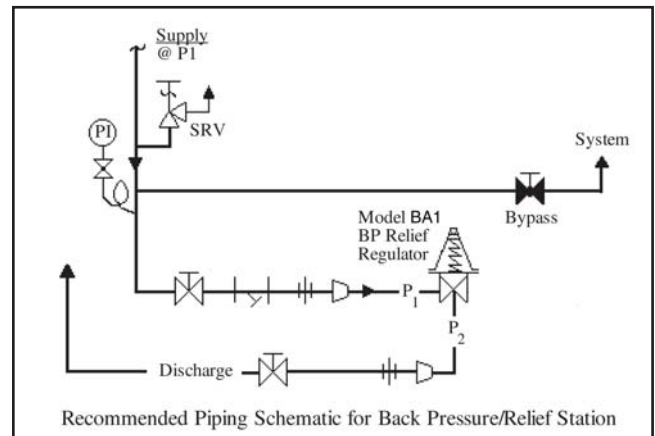 Supply
@ P1
SRV
PI
System
Bypass
Model BA1
BP Relief
Regulator
P1
P2
Discharge
Recommended Piping Schematic for Back Pressure/Relief Station